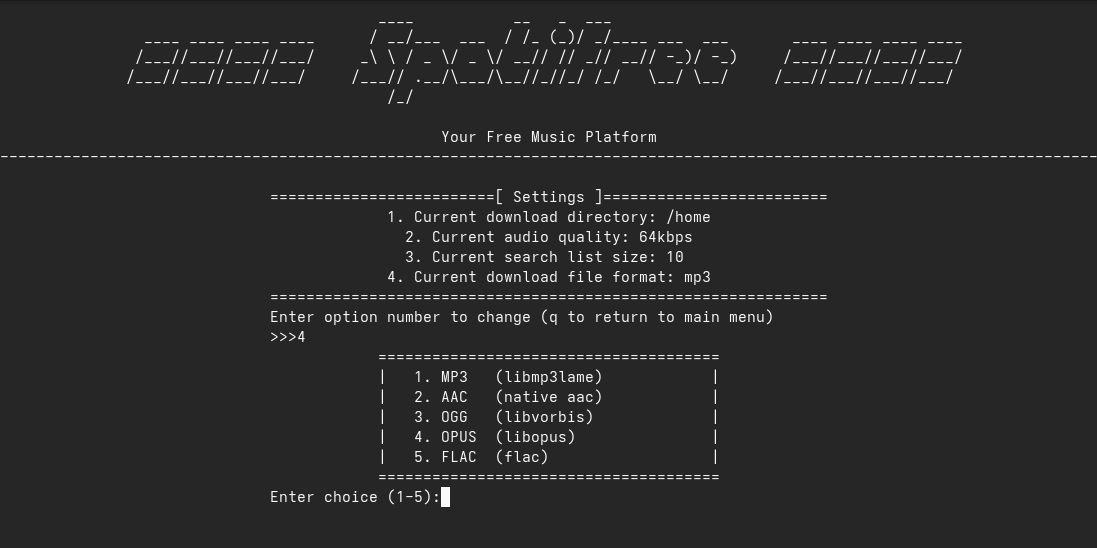 Spotifree
Your Free Music Platform
=========================[ Settings ]=========================
1. Current download directory: /home
2. Current audio quality: 64kbps
3. Current search list size: 10
4. Current download file format: mp3
==============================================================
Enter option number to change (q to return to main menu)
>>>4
======================================
| 1. MP3 (libmp3lame) |
| 2. AAC (native aac) |
| 3. OGG (libvorbis) |
| 4. OPUS (libopus) |
| 5. FLAC (flac) |
======================================
Enter choice (1-5):